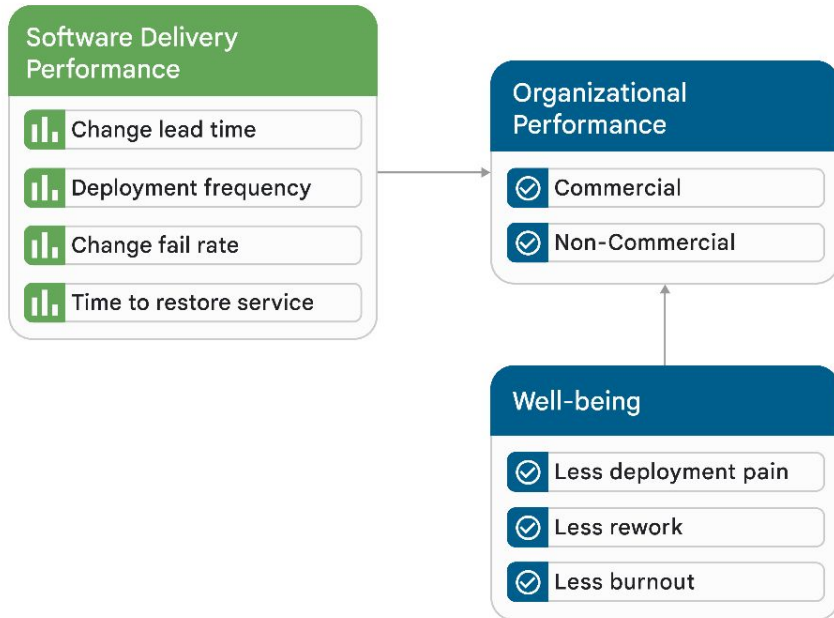 Software Delivery
Performance
Change lead time
Deployment frequency
Change fail rate
Time to restore service
Organizational
Performance
Commercial
Non-Commercial
Well-being
Less deployment pain
Less rework
Less burnout